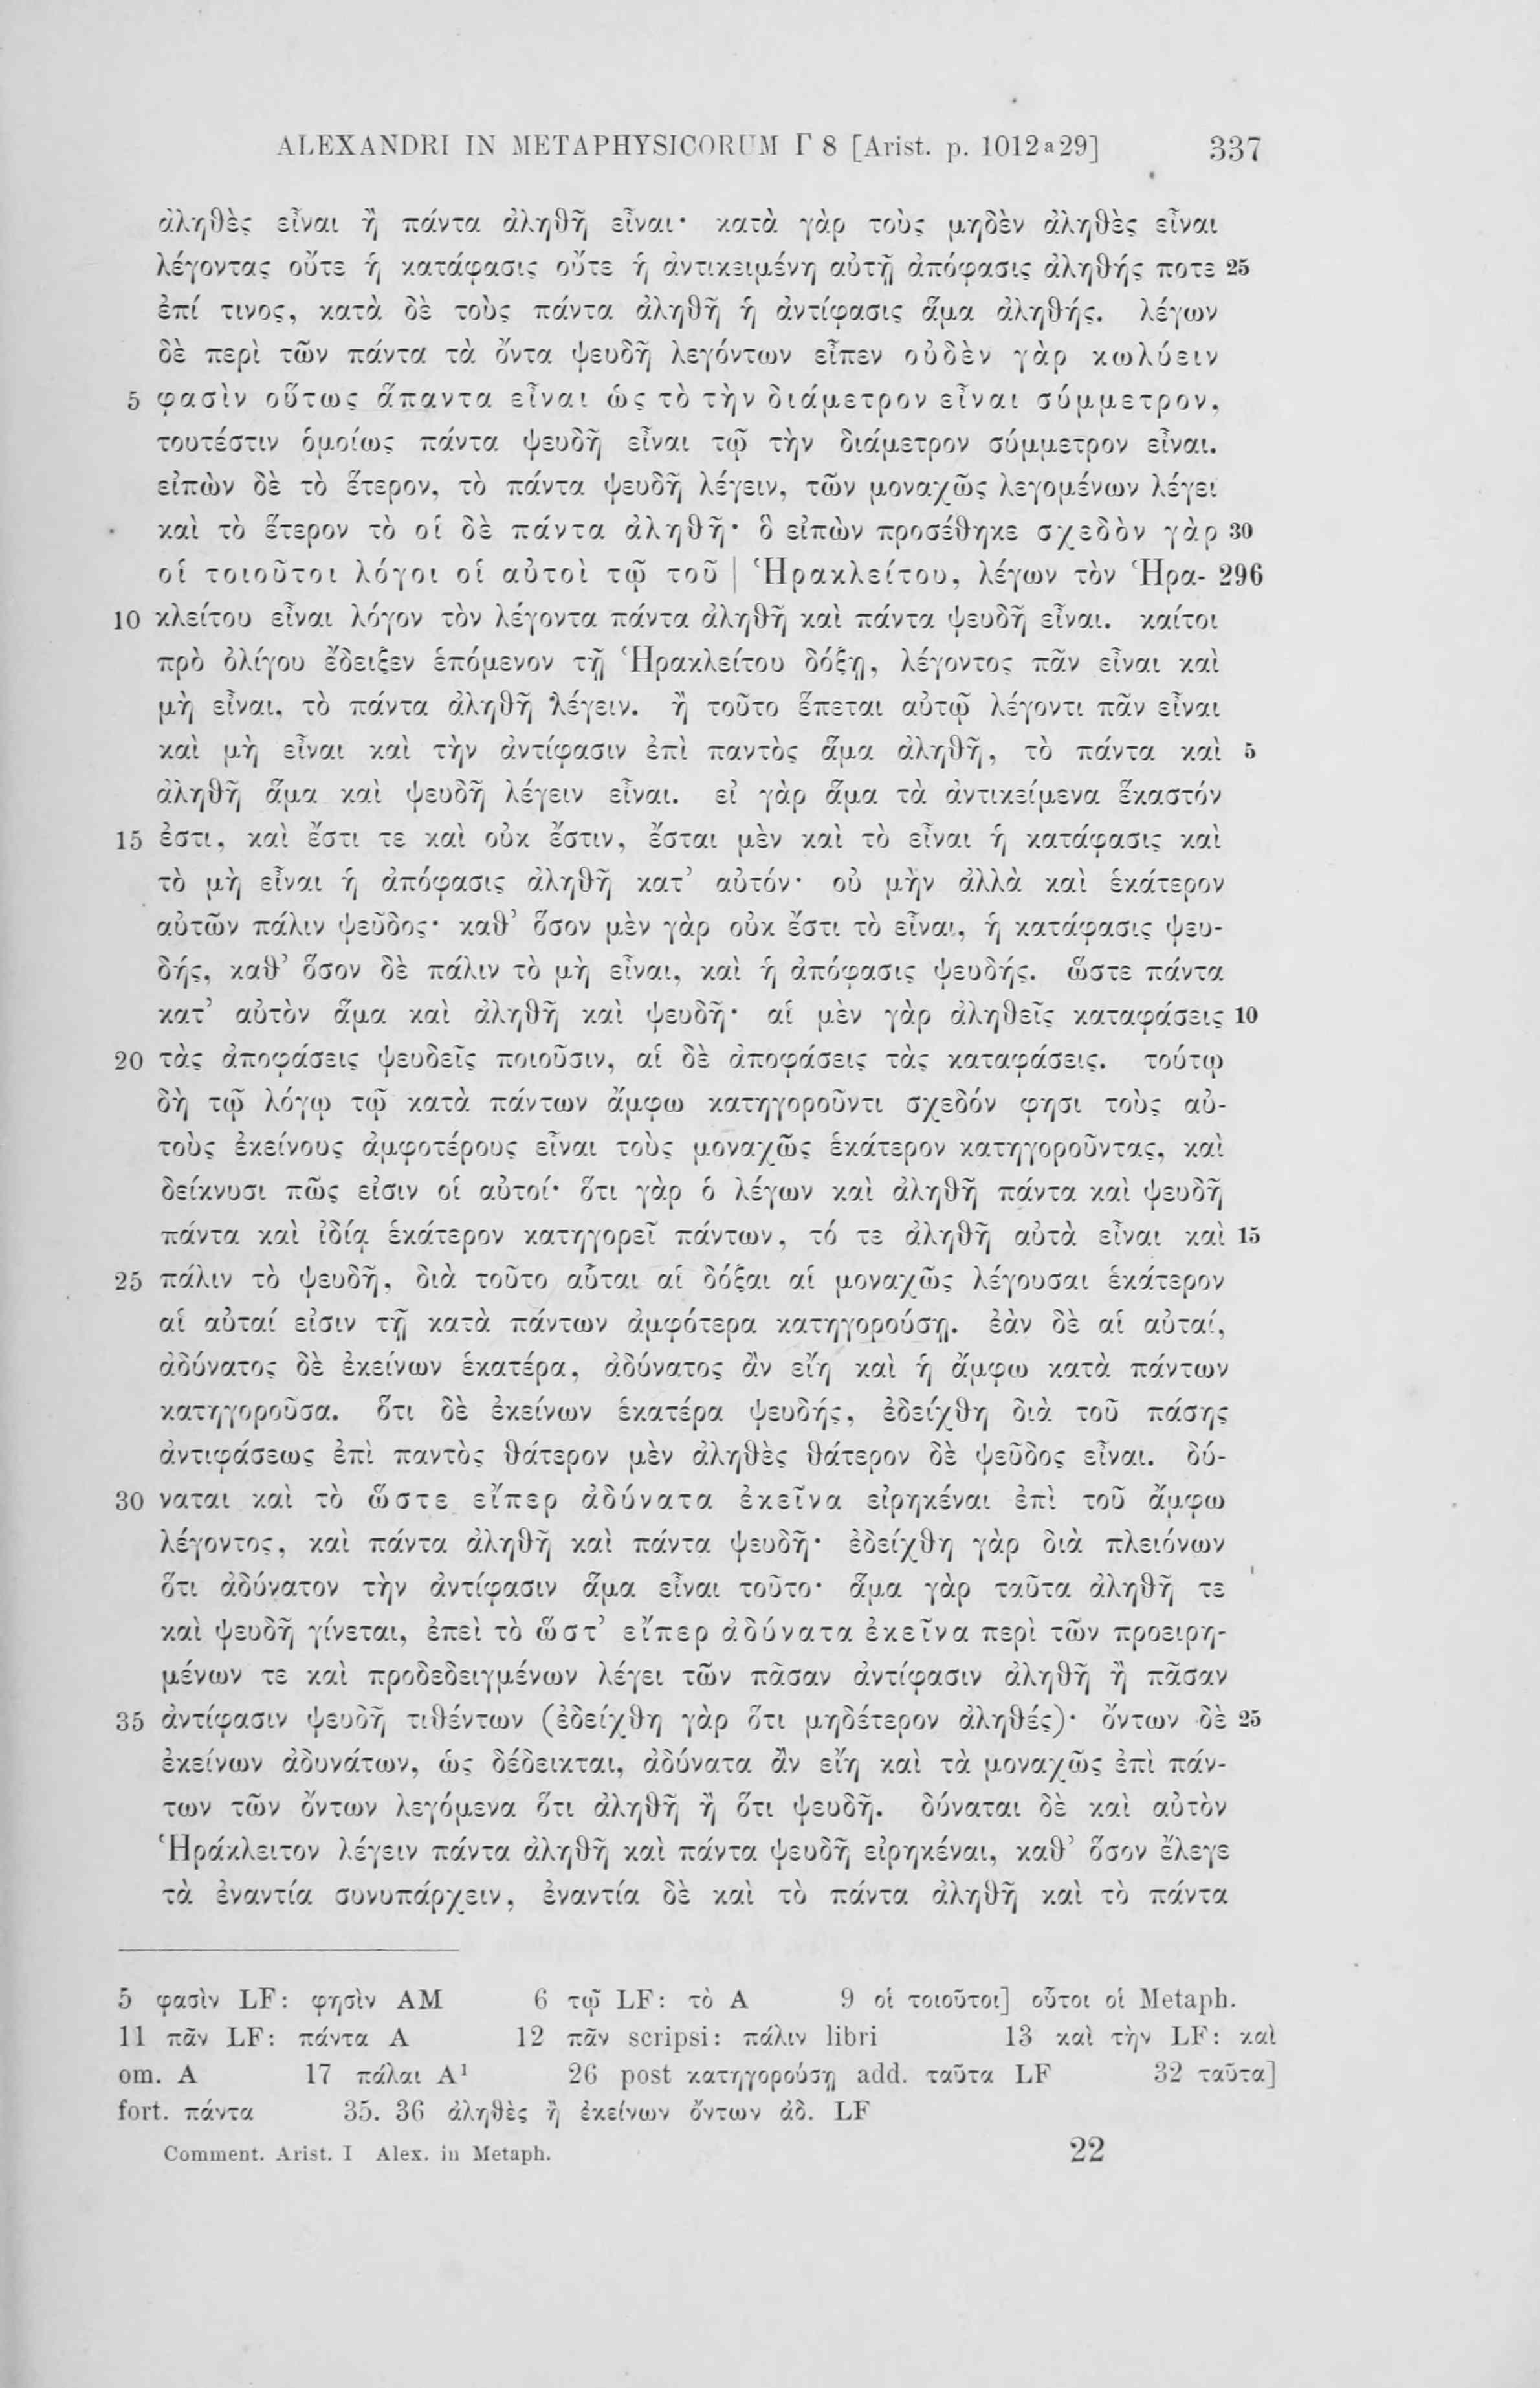 ALEXANDRI IN METAPHYSICORUM Γ 8 [Arist. p. 1012a29] 337
ἀληθὲς εἶναι ἢ πάντα ἀληθῆ εἶναι· κατὰ γὰρ τοὺς μηδὲν ἀληθὲς εἶναι
λέγοντας οὔτε ἡ κατάφασις οὔτε ἡ ἀντικειμένη αὐτῇ ἀπόφασις ἀληθής ποτε 25
ἐπί τινος, κατὰ δὲ τοὺς πάντα ἀληθῆ ἡ ἀντίφασις ἅμα ἀληθής. λέγων
δὲ περὶ τῶν πάντα τὰ ὄντα ψευδῆ λεγόντων εἶπεν οὐδὲν γὰρ κωλύειν
5 φασὶν οὕτως ἅπαντα εἶναι ὡς τὸ τὴν διάμετρον εἶναι σύμμετρον,
τουτέστιν ὁμοίως πάντα ψευδῆ εἶναι τῷ τὴν διάμετρον σύμμετρον εἶναι.
εἰπὼν δὲ τὸ ἕτερον, τὸ πάντα ψευδῆ λέγειν, τῶν μοναχῶς λεγομένων λέγει
καὶ τὸ ἕτερον τὸ οἱ δὲ πάντα ἀληθῆ· ὃ εἰπὼν προσέθηκε σχεδὸν γὰρ 30
οἱ τοιοῦτοι λόγοι οἱ αὐτοὶ τῷ τοῦ | Ἡρακλείτου, λέγων τὸν Ἡρα- 296
10 κλείτου εἶναι λόγον τὸν λέγοντα πάντα ἀληθῆ καὶ πάντα ψευδῆ εἶναι. καίτοι
πρὸ ὀλίγου ἔδειξεν ἑπόμενον τῇ Ἡρακλείτου δόξῃ, λέγοντος πᾶν εἶναι καὶ
μὴ εἶναι, τὸ πάντα ἀληθῆ λέγειν. ἢ τοῦτο ἕπεται αὐτῷ λέγοντι πᾶν εἶναι
καὶ μὴ εἶναι καὶ τὴν ἀντίφασιν ἐπὶ παντὸς ἅμα ἀληθῆ, τὸ πάντα καὶ 5
ἀληθῆ ἅμα καὶ ψευδῆ λέγειν εἶναι. εἰ γὰρ ἅμα τὰ ἀντικείμενα ἕκαστόν
15 ἐστι, καὶ ἔστι τε καὶ οὐκ ἔστιν, ἔσται μὲν καὶ τὸ εἶναι ἡ κατάφασις καὶ
τὸ μὴ εἶναι ἡ ἀπόφασις ἀληθῆ κατ’ αὐτόν· οὐ μὴν ἀλλὰ καὶ ἑκάτερον
αὐτῶν πάλιν ψεῦδος· καθ’ ὅσον μὲν γὰρ οὐκ ἔστι τὸ εἶναι, ἡ κατάφασις ψευ-
δής, καθ’ ὅσον δὲ πάλιν τὸ μὴ εἶναι, καὶ ἡ ἀπόφασις ψευδής. ὥστε πάντα
κατ’ αὐτὸν ἅμα καὶ ἀληθῆ καὶ ψευδῆ· αἱ μὲν γὰρ ἀληθεῖς καταφάσεις 10
20 τὰς ἀποφάσεις ψευδεῖς ποιοῦσιν, αἱ δὲ ἀποφάσεις τὰς καταφάσεις. τούτῳ
δὴ τῷ λόγῳ τῷ κατὰ πάντων ἄμφω κατηγοροῦντι σχεδόν φησι τοὺς αὐ-
τοὺς ἐκείνους ἀμφοτέρους εἶναι τοὺς μοναχῶς ἑκάτερον κατηγοροῦντας, καὶ
δείκνυσι πῶς εἰσιν οἱ αὐτοί· ὅτι γὰρ ὁ λέγων καὶ ἀληθῆ πάντα καὶ ψευδῆ
πάντα καὶ ἰδίᾳ ἑκάτερον κατηγορεῖ πάντων, τό τε ἀληθῆ αὐτὰ εἶναι καὶ 15
25 πάλιν τὸ ψευδῆ, διὰ τοῦτο αὗται αἱ δόξαι αἱ μοναχῶς λέγουσαι ἑκάτερον
αἱ αὐταί εἰσιν τῇ κατὰ πάντων ἀμφότερα κατηγορούσῃ. ἐὰν δὲ αἱ αὐταί,
ἀδύνατος δὲ ἐκείνων ἑκατέρα, ἀδύνατος ἂν εἴη καὶ ἡ ἄμφω κατὰ πάντων
κατηγοροῦσα. ὅτι δὲ ἐκείνων ἑκατέρα ψευδής, ἐδείχθη διὰ τοῦ πάσης
ἀντιφάσεως ἐπὶ παντὸς θάτερον μὲν ἀληθὲς θάτερον δὲ ψεῦδος εἶναι. δύ-
30 ναται καὶ τὸ ὥστε εἴπερ ἀδύνατα ἐκεῖνα εἰρηκέναι ἐπὶ τοῦ ἄμφω
λέγοντος, καὶ πάντα ἀληθῆ καὶ πάντα ψευδῆ· ἐδείχθη γὰρ διὰ πλειόνων
ὅτι ἀδύνατον τὴν ἀντίφασιν ἅμα εἶναι τοῦτο· ἅμα γὰρ ταῦτα ἀληθῆ τε
καὶ ψευδῆ γίνεται, ἐπεὶ τὸ ὥστ’ εἴπερ ἀδύνατα ἐκεῖνα περὶ τῶν προειρη-
μένων τε καὶ προδεδειγμένων λέγει τῶν πᾶσαν ἀντίφασιν ἀληθῆ ἢ πᾶσαν
35 ἀντίφασιν ψευδῆ τιθέντων (ἐδείχθη γὰρ ὅτι μηδέτερον ἀληθές)· ὄντων δὲ 25
ἐκείνων ἀδυνάτων, ὡς δέδεικται, ἀδύνατα ἂν εἴη καὶ τὰ μοναχῶς ἐπὶ πάν-
των τῶν ὄντων λεγόμενα ὅτι ἀληθῆ ἢ ὅτι ψευδῆ. δύναται δὲ καὶ αὐτὸν
Ἡράκλειτον λέγειν πάντα ἀληθῆ καὶ πάντα ψευδῆ εἰρηκέναι, καθ’ ὅσον ἔλεγε
τὰ ἐναντία συνυπάρχειν, ἐναντία δὲ καὶ τὸ πάντα ἀληθῆ καὶ τὸ πάντα
5 φασὶν LF: φησὶν AM 6 τῷ LF: τὸ A 9 οἱ τοιοῦτοι] οὗτοι οἱ Metaph.
11 πᾶν LF: πάντα A 12 πᾶν scripsi: πάλιν libri 13 καὶ τὴν LF: καὶ
om. A 17 πάλαι A¹ 26 post κατηγορούσῃ add. ταῦτα LF 32 ταῦτα]
fort. πάντα 35. 36 ἀληθὲς ἢ ἐκείνων ὄντων ἀδ. LF
Comment. Arist. I Alex. in Metaph. 22